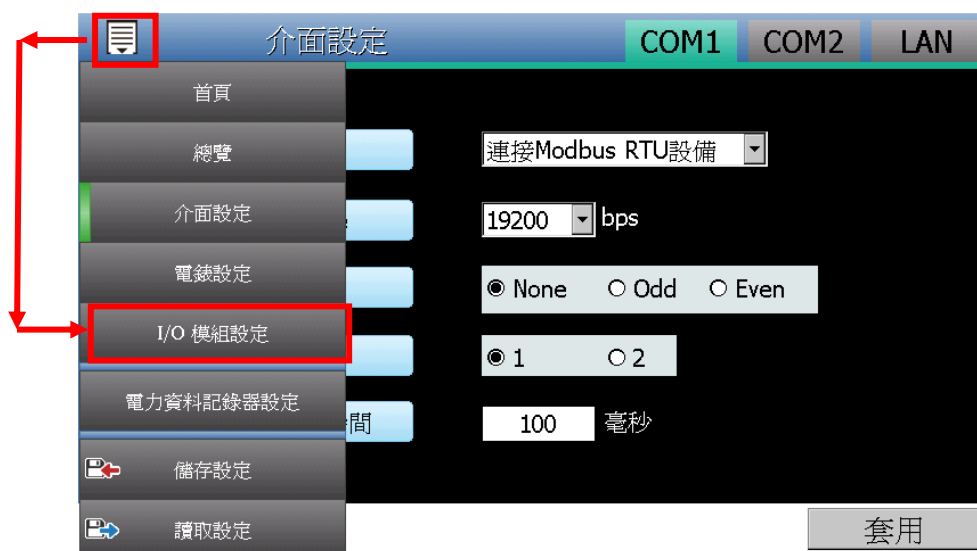 介面設定
COM1 COM2 LAN
首頁
總覽
連接Modbus RTU設備
介面設定
19200 bps
電錶設定
None Odd Even
I/O 模組設定
1 2
電力資料記錄器設定
間
100 毫秒
儲存設定
讀取設定
套用